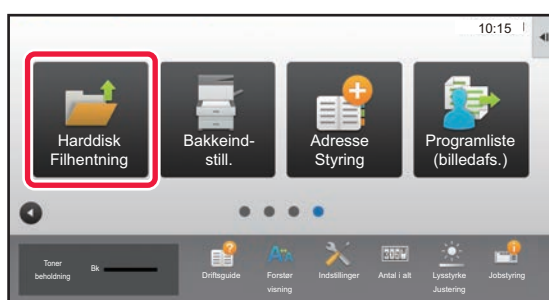 10:15
Harddisk
Filhentning
Bakkeind-
still.
Adresse
Styring
Programliste
(billedafs.)
Toner
beholdning
Bk
Driftsguide
Forstør
visning
Indstillinger
Antal i alt
Lysstyrke
Justering
Jobstyring